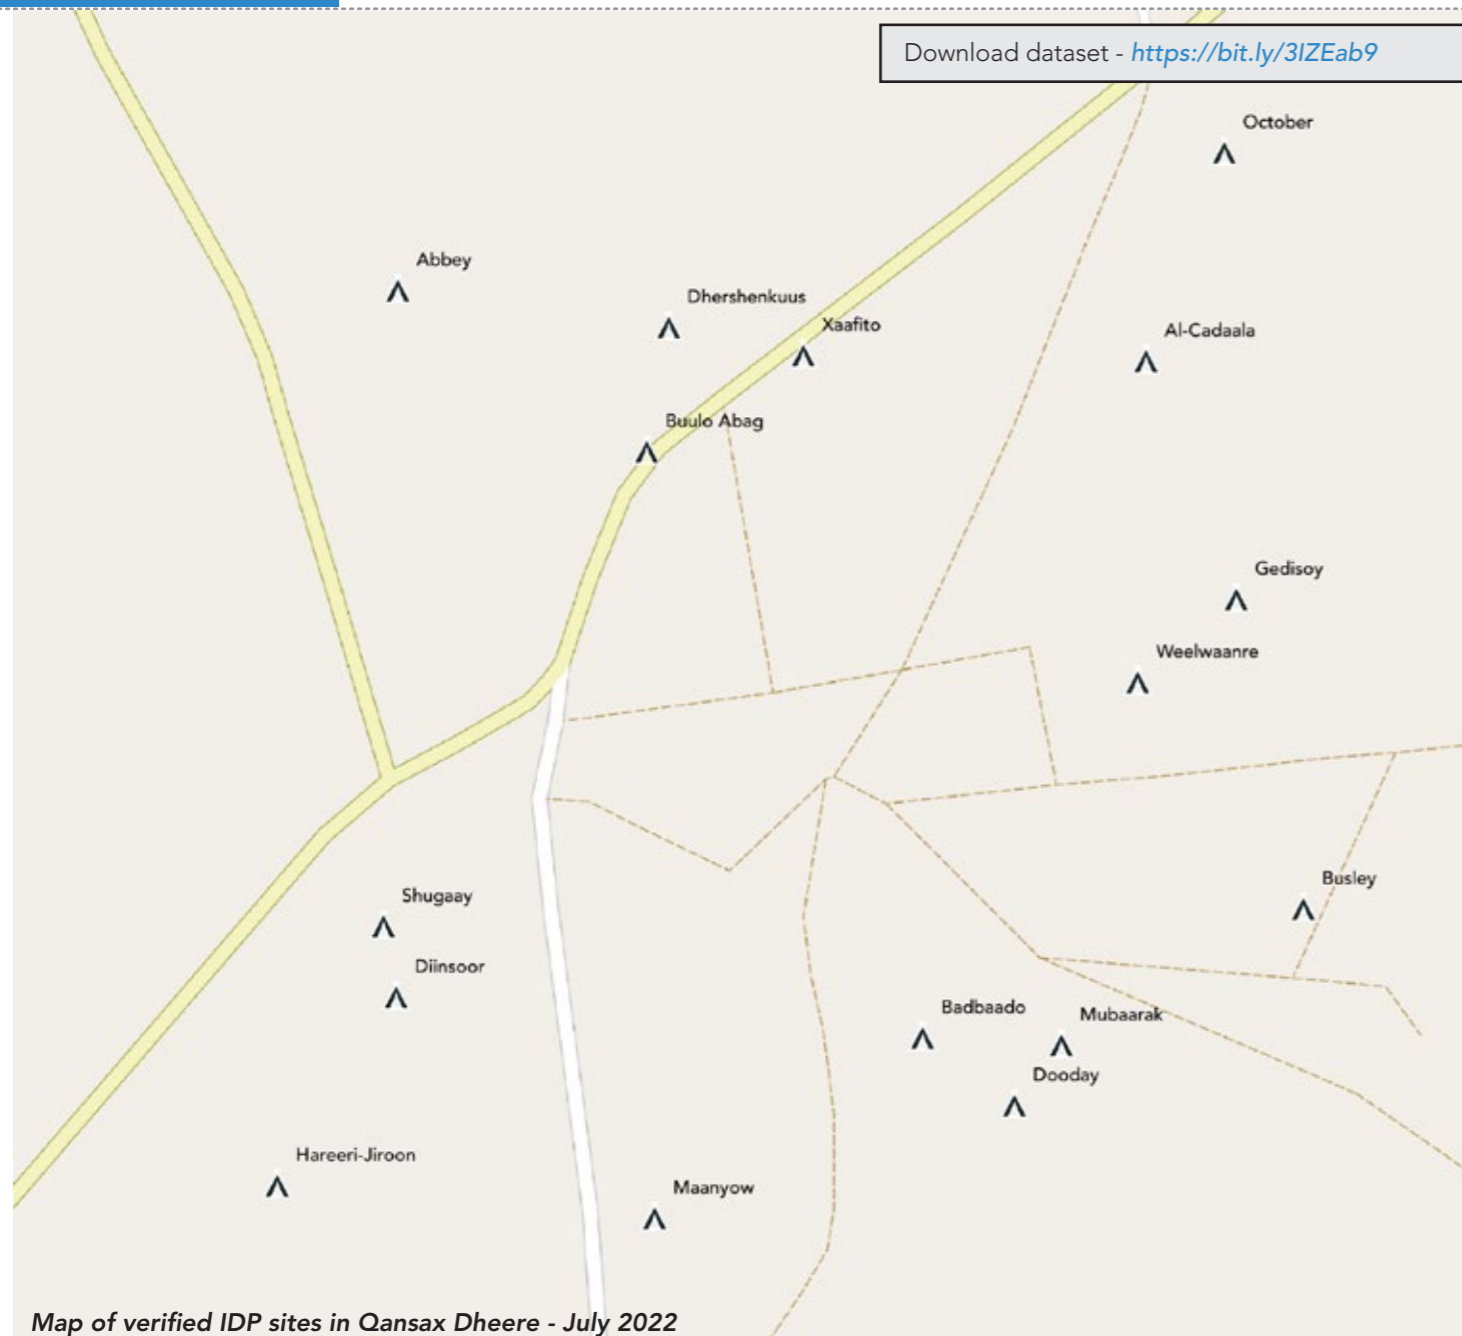 Download dataset - https://bit.ly/3IZEab9
October
Abbey
Dhershenkuus
Xaafito
Al-Cadaala
Buulo Abag
Gedisoy
Weelwaanre
Busley
Shugaay
Diinsoor
Badbaado
Mubaarak
Dooday
Hareeri-Jiroon
Maanyow
Map of verified IDP sites in Qansax Dheere - July 2022